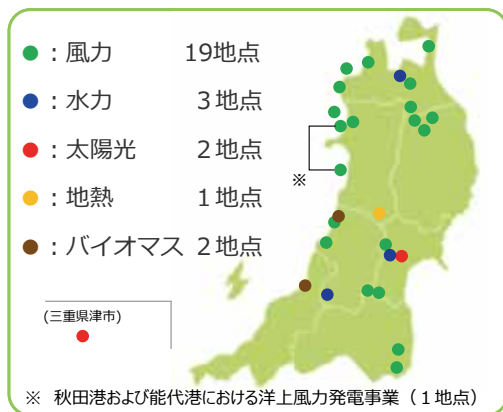 ：風力 19地点
：水力 3地点
：太陽光 2地点
：地熱 1地点
：バイオマス 2地点
※
(三重県津市)
※ 秋田港および能代港における洋上風力発電事業（１地点）